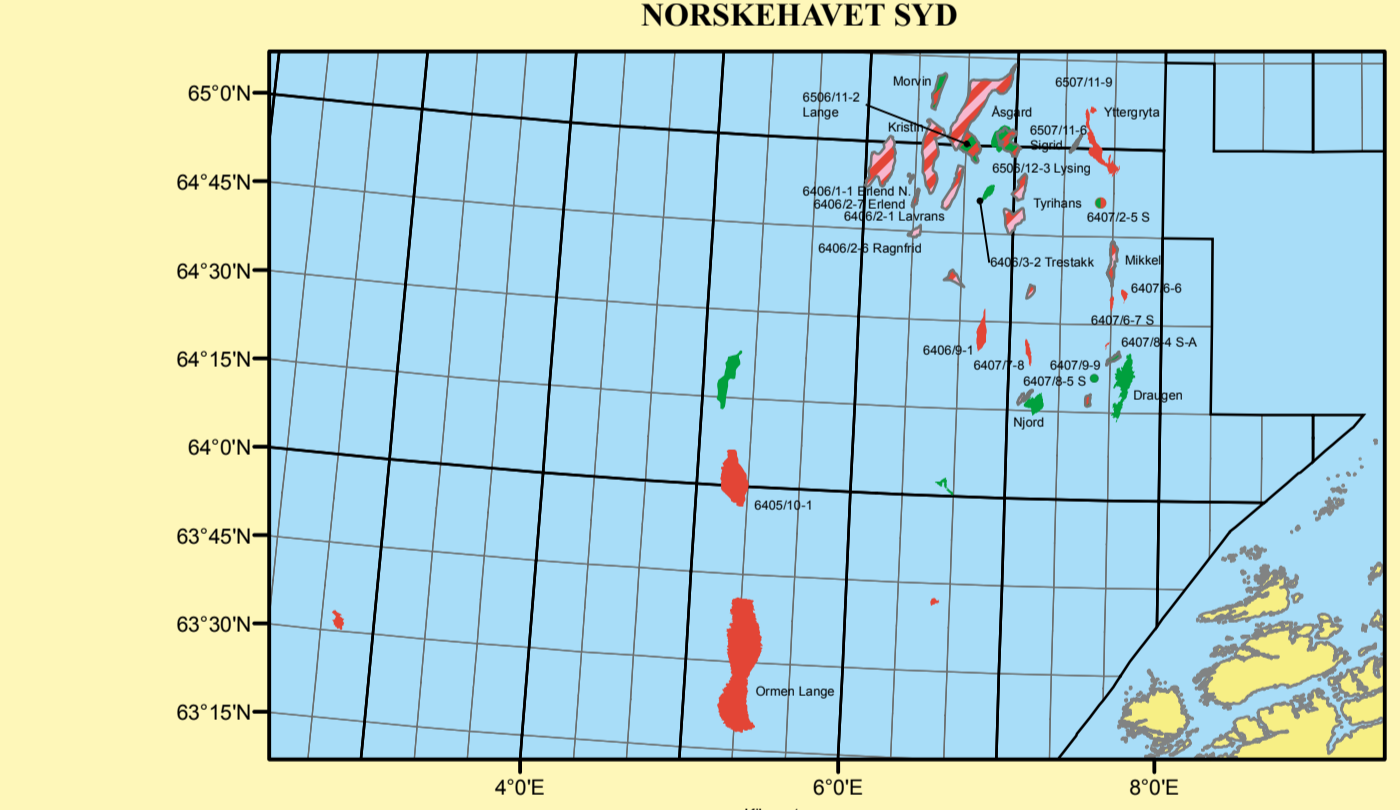 NORSKEHAVET SYD
65°0'N
64°45'N
64°30'N
64°15'N
64°0'N
63°45'N
63°30'N
63°15'N
Morvin
6507/11-9
6506/11-2
Lange
Åsgard
Yttergryta
Kristin
6507/11-6
Sigrid
6506/12-3 Lysing
6406/1-1 Erlend N.
6406/2-7 Erlend
Tyrihans
6406/2-1 Lavrans
6407/2-5 S
6406/2-6 Ragnfrid
6406/3-2 Trestakk
Mikkel
6407/6-6
6407/6-7 S
6407/8-4 S-A
6406/9-1
6407/7-8
6407/9-9
6407/8-5 S
Draugen
Njord
6405/10-1
Ormen Lange
4°0'E
6°0'E
8°0'E